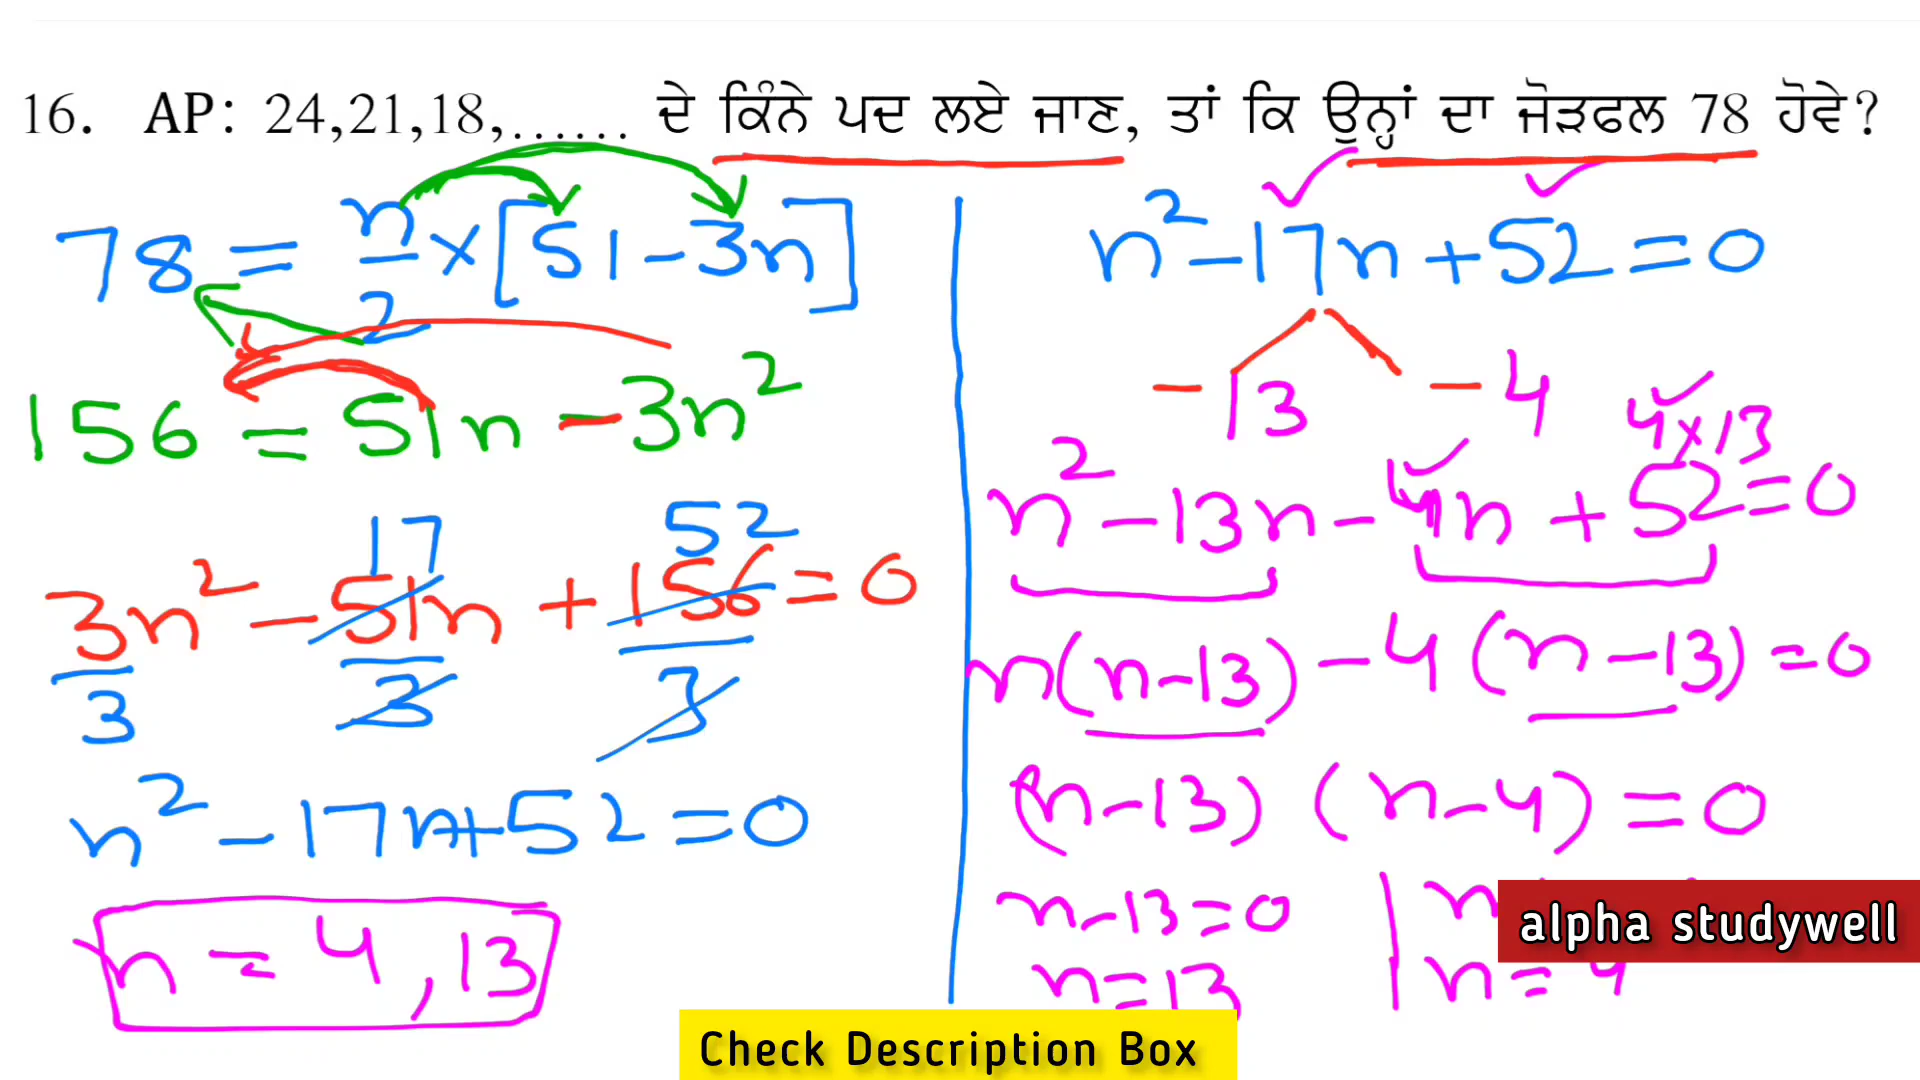 16. AP: 24,21,18,...... ਦੇ ਕਿੰਨੇ ਪਦ ਲਏ ਜਾਣ, ਤਾਂ ਕਿ ਉਨ੍ਹਾਂ ਦਾ ਜੋੜਫਲ 78 ਹੋਵੇ?
78 = n/2 × [51 - 3n]
156 = 51n - 3n²
17 52
3n² - 51n + 156 = 0
3 3 3
n² - 17n + 52 = 0
n = 4, 13
n² - 17n + 52 = 0
- 13 - 4
4×13
n² - 13n - 4n + 52 = 0
n(n-13) - 4(n-13) = 0
(n-13) (n-4) = 0
n-13=0
n=13
n
n=4
alpha studywell
Check Description Box